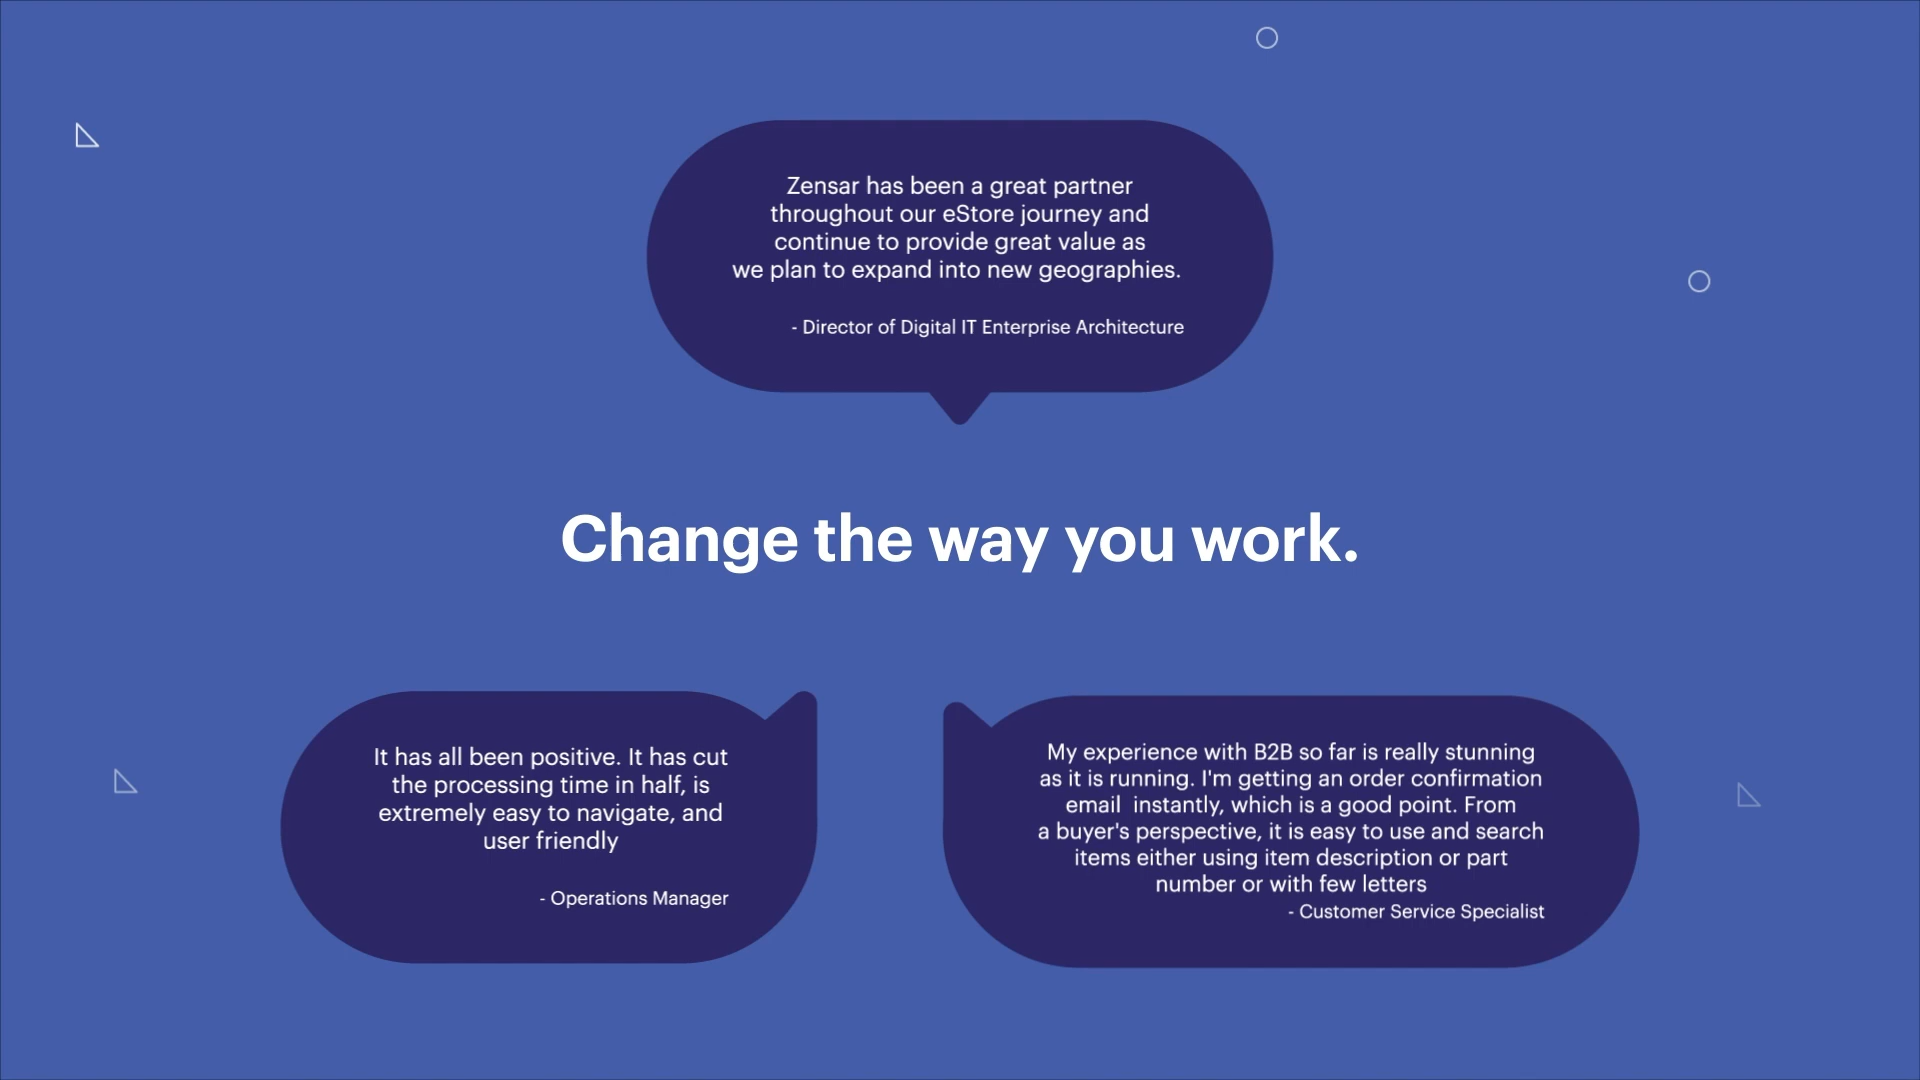 Zensar has been a great partner
throughout our eStore journey and
continue to provide great value as
we plan to expand into new geographies.
- Director of Digital IT Enterprise Architecture
Change the way you work.
It has all been positive. It has cut
the processing time in half, is
extremely easy to navigate, and
user friendly
- Operations Manager
My experience with B2B so far is really stunning
as it is running. I'm getting an order confirmation
email  instantly, which is a good point. From
a buyer's perspective, it is easy to use and search
items either using item description or part
number or with few letters
- Customer Service Specialist